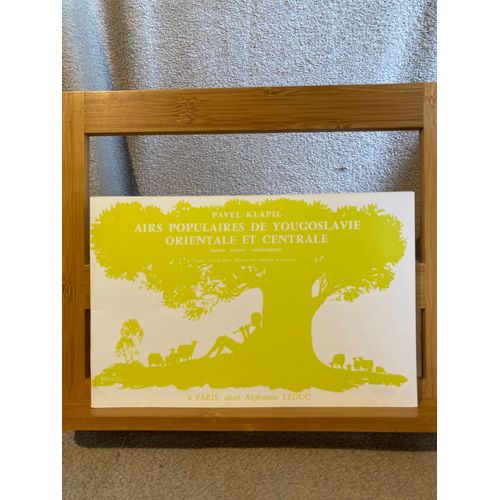 PAVEL KLAPIL
AIRS POPULAIRES DE YOUGOSLAVIE
ORIENTALE ET CENTRALE
à PARIS, chez Alphonse LEDUC